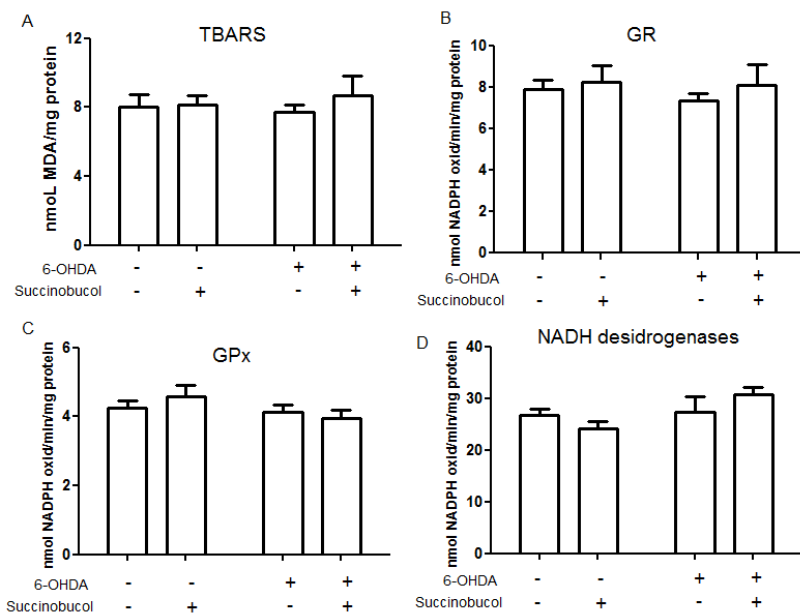 A
TBARS
nmoL MDA/mg protein
12
8
4
0
6-OHDA - - + +
Succinobucol - + - +
B
GR
nmol NADPH oxid/min/mg protein
10
8
6
4
2
0
6-OHDA - - + +
Succinobucol - + - +
C
GPx
nmol NADPH oxid/min/mg protein
6
4
2
0
6-OHDA - - + +
Succinobucol - + - +
D
NADH desidrogenases
nmol NADPH oxid/min/mg protein
40
30
20
10
0
6-OHDA - - + +
Succinobucol - + - +